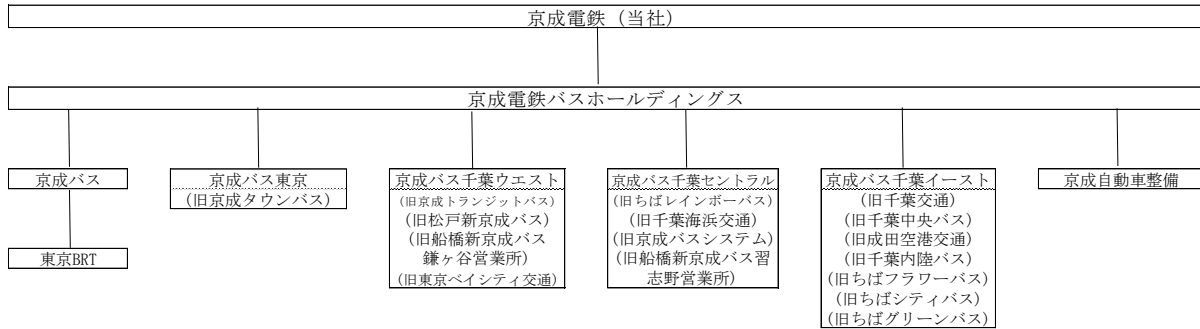 京成電鉄（当社）
京成電鉄バスホールディングス
京成バス
東京BRT
京成バス東京
(旧京成タウンバス)
京成バス千葉ウエスト
(旧京成トランジットバス)
(旧松戸新京成バス)
(旧船橋新京成バス
鎌ヶ谷営業所)
(旧東京ベイシティ交通)
京成バス千葉セントラル
(旧ちばレインボーバス)
(旧千葉海浜交通)
(旧京成バスシステム)
(旧船橋新京成バス習
志野営業所)
京成バス千葉イースト
(旧千葉交通)
(旧千葉中央バス)
(旧成田空港交通)
(旧千葉内陸バス)
(旧ちばフラワーバス)
(旧ちばシティバス)
(旧ちばグリーンバス)
京成自動車整備